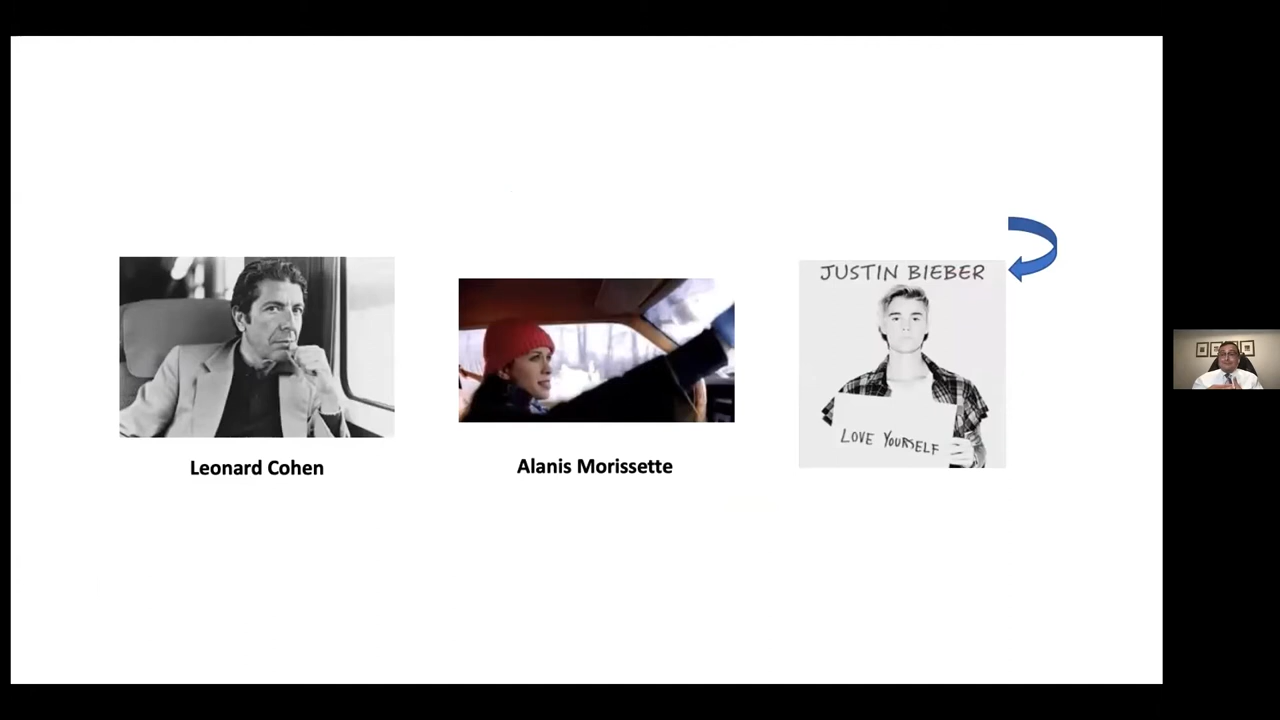 JUSTIN BIEBER
LOVE YOURSELF
Leonard Cohen
Alanis Morissette